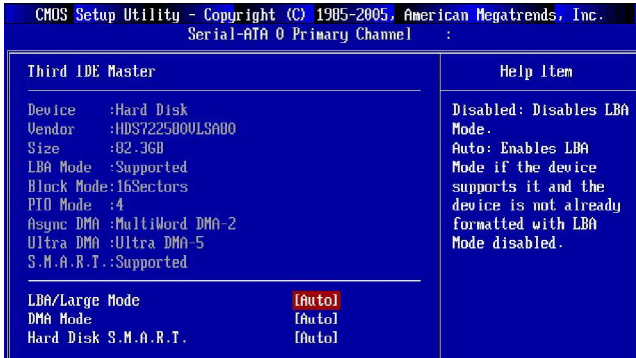 CMOS Setup Utility - Copyright (C) 1985-2005, American Megatrends, Inc.
Serial-ATA 0 Primary Channel :
Third IDE Master
Device :Hard Disk
Vendor :HDS722580VLSA80
Size :82.3GB
LBA Mode :Supported
Block Mode:16Sectors
PIO Mode :4
Async DMA :MultiWord DMA-2
Ultra DMA :Ultra DMA-5
S.M.A.R.T.:Supported
LBA/Large Mode [Auto]
DMA Mode [Auto]
Hard Disk S.M.A.R.T. [Auto]
Help Item
Disabled: Disables LBA
Mode.
Auto: Enables LBA
Mode if the device
supports it and the
device is not already
formatted with LBA
Mode disabled.